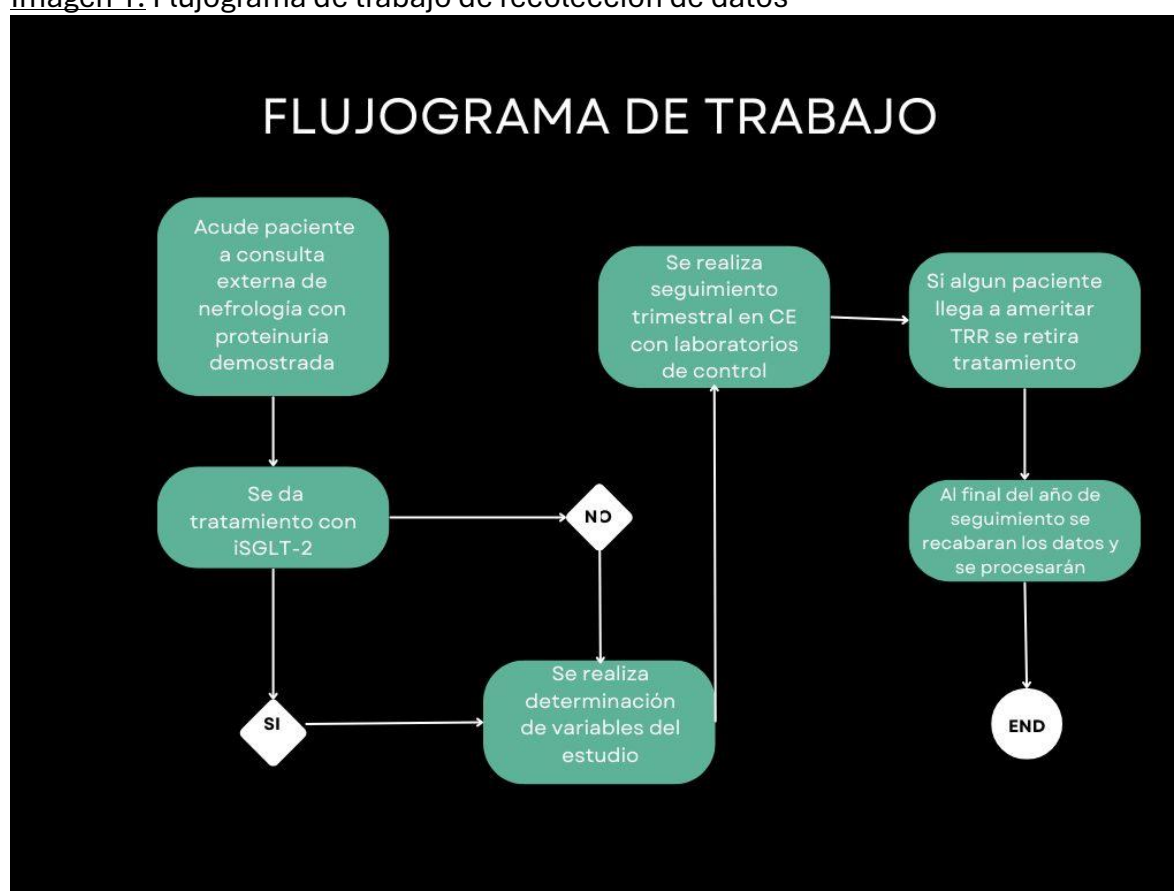 Imagen 1: Flujograma de trabajo de recolección de datos
FLUJOGRAMA DE TRABAJO
Acude paciente
a consulta
externa de
nefrología con
proteinuria
demostrada
Se da
tratamiento con
iSGLT-2
NO
SI
Se realiza
determinación
de variables del
estudio
Se realiza
seguimiento
trimestral en CE
con laboratorios
de control
Si algun paciente
llega a ameritar
TRR se retira
tratamiento
Al final del año de
seguimiento se
recabaran los datos y
se procesarán
END